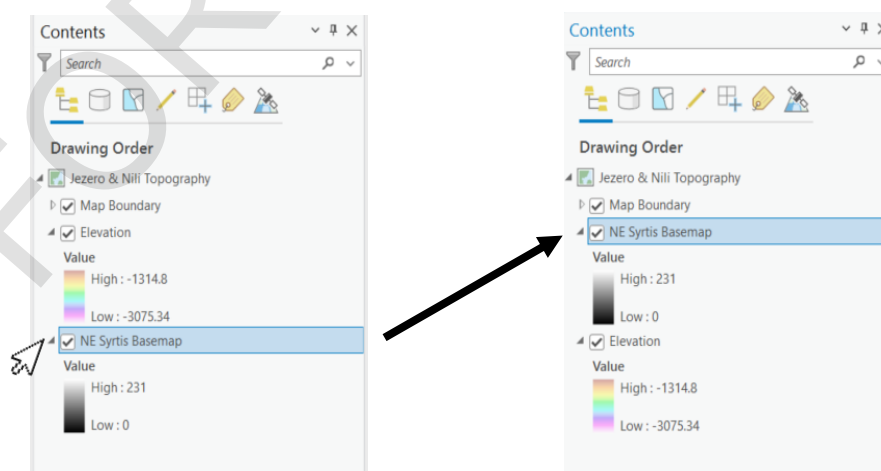 FOR
Contents
Search
Drawing Order
Jezero & Nili Topography
Map Boundary
Elevation
Value
High : -1314.8
Low : -3075.34
NE Syrtis Basemap
Value
High : 231
Low : 0
Contents
Search
Drawing Order
Jezero & Nili Topography
Map Boundary
NE Syrtis Basemap
Value
High : 231
Low : 0
Elevation
Value
High : -1314.8
Low : -3075.34